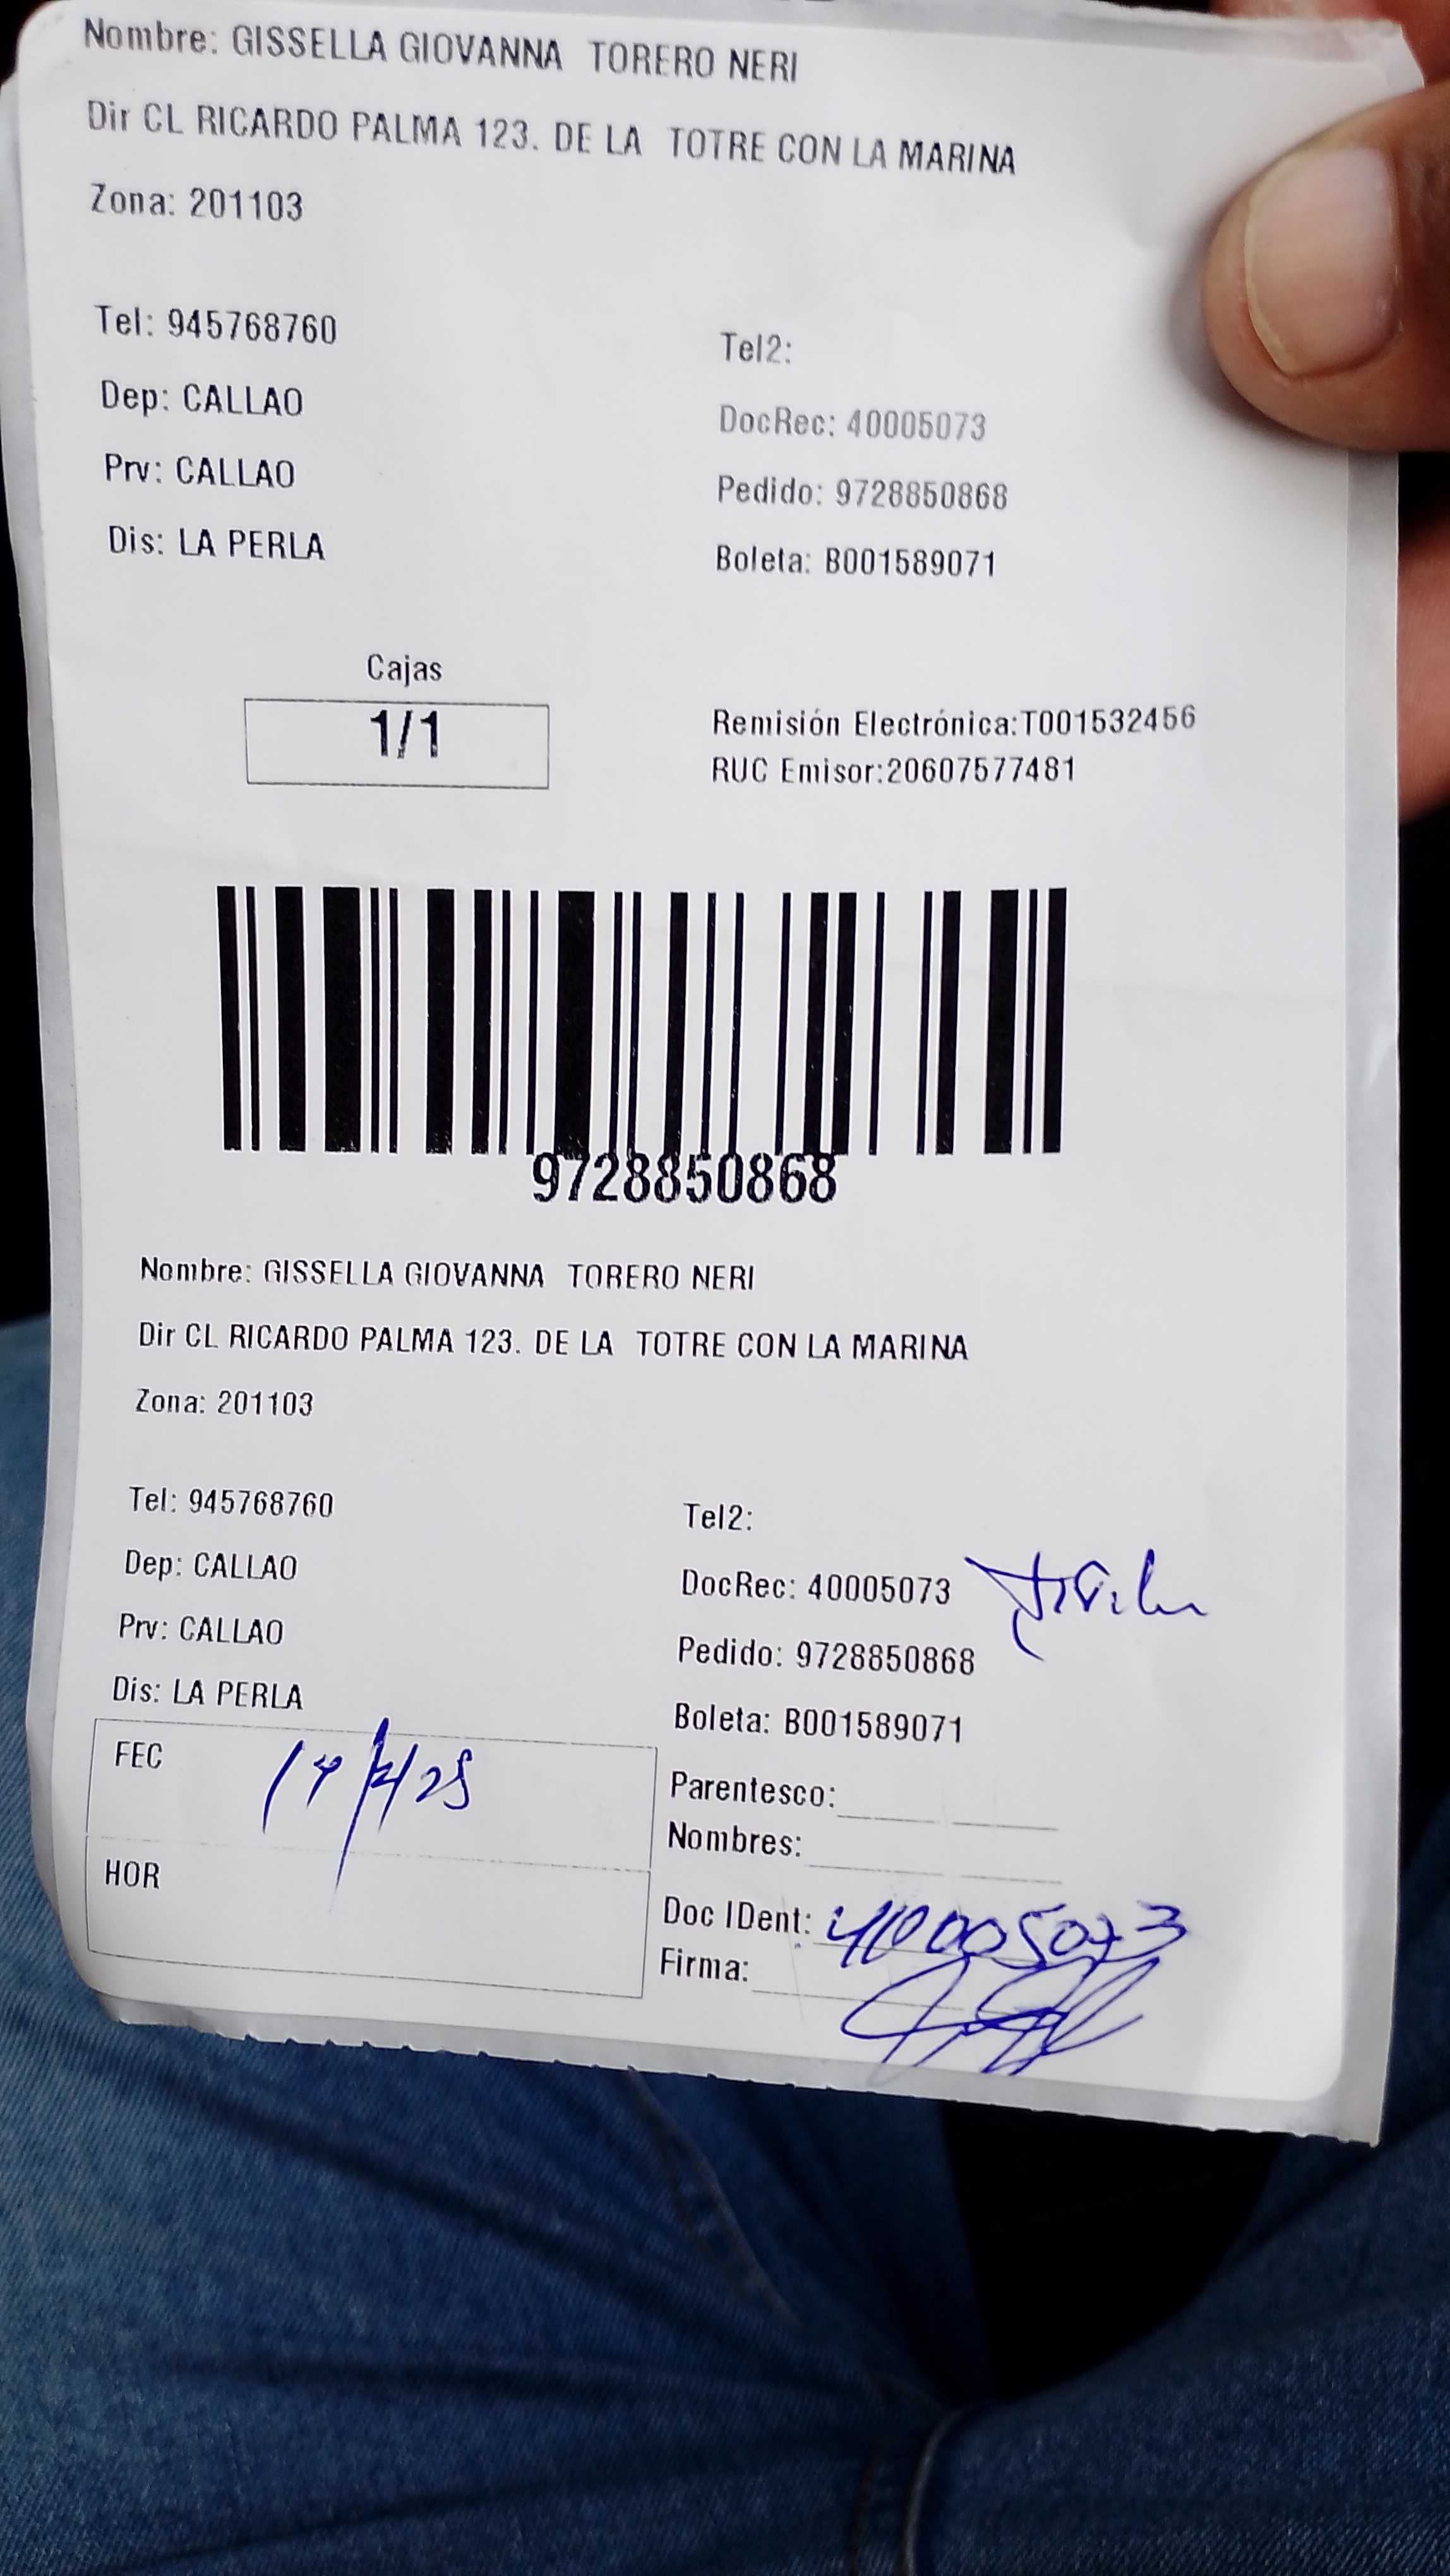 Nombre: GISSELLA GIOVANNA TORERO NERI
Dir CL RICARDO PALMA 123. DE LA TOTRE CON LA MARINA
Zona: 201103
Tel: 945768760
Tel2:
Dep: CALLAO
DocRec: 40005073
Prv: CALLAO
Pedido: 9728850868
Dis: LA PERLA
Boleta: B001589071
Cajas
1/1
Remisión Electrónica:T001532456
RUC Emisor:20607577481
9728850868
Nombre: GISSELLA GIOVANNA TORERO NERI
Dir CL RICARDO PALMA 123. DE LA TOTRE CON LA MARINA
Zona: 201103
Tel: 945768760
Tel2:
Dep: CALLAO
DocRec: 40005073
Prv: CALLAO
Pedido: 9728850868
Dis: LA PERLA
Boleta: B001589071
FEC
Parentesco:
Nombres:
HOR
Doc IDent: 40005073
Firma: